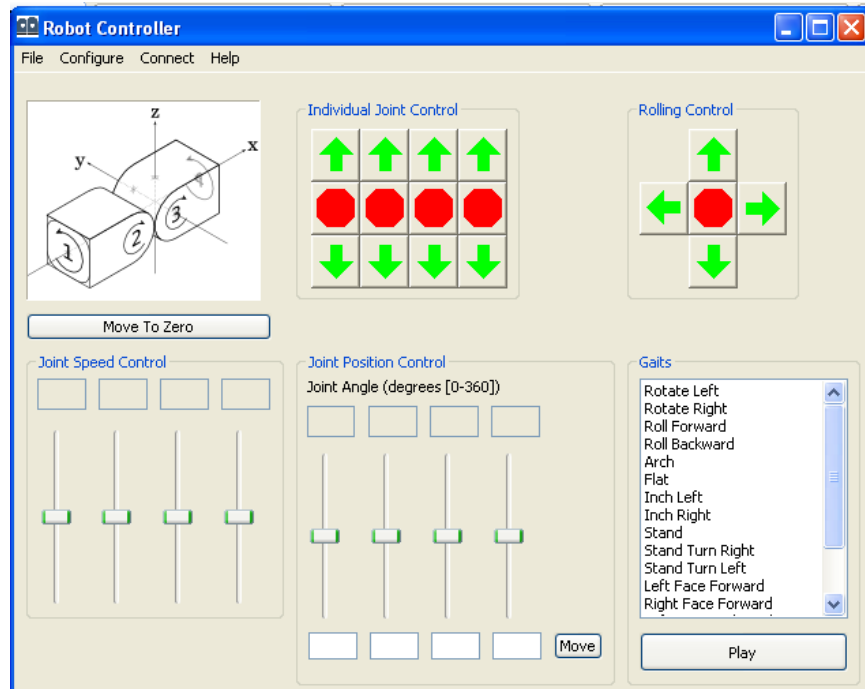 Robot Controller
File Configure Connect Help
z
x
y
1
2
3
4
Move To Zero
Individual Joint Control
Rolling Control
Joint Speed Control
Joint Position Control
Joint Angle (degrees [0-360])
Move
Gaits
Rotate Left
Rotate Right
Roll Forward
Roll Backward
Arch
Flat
Inch Left
Inch Right
Stand
Stand Turn Right
Stand Turn Left
Left Face Forward
Right Face Forward
Play